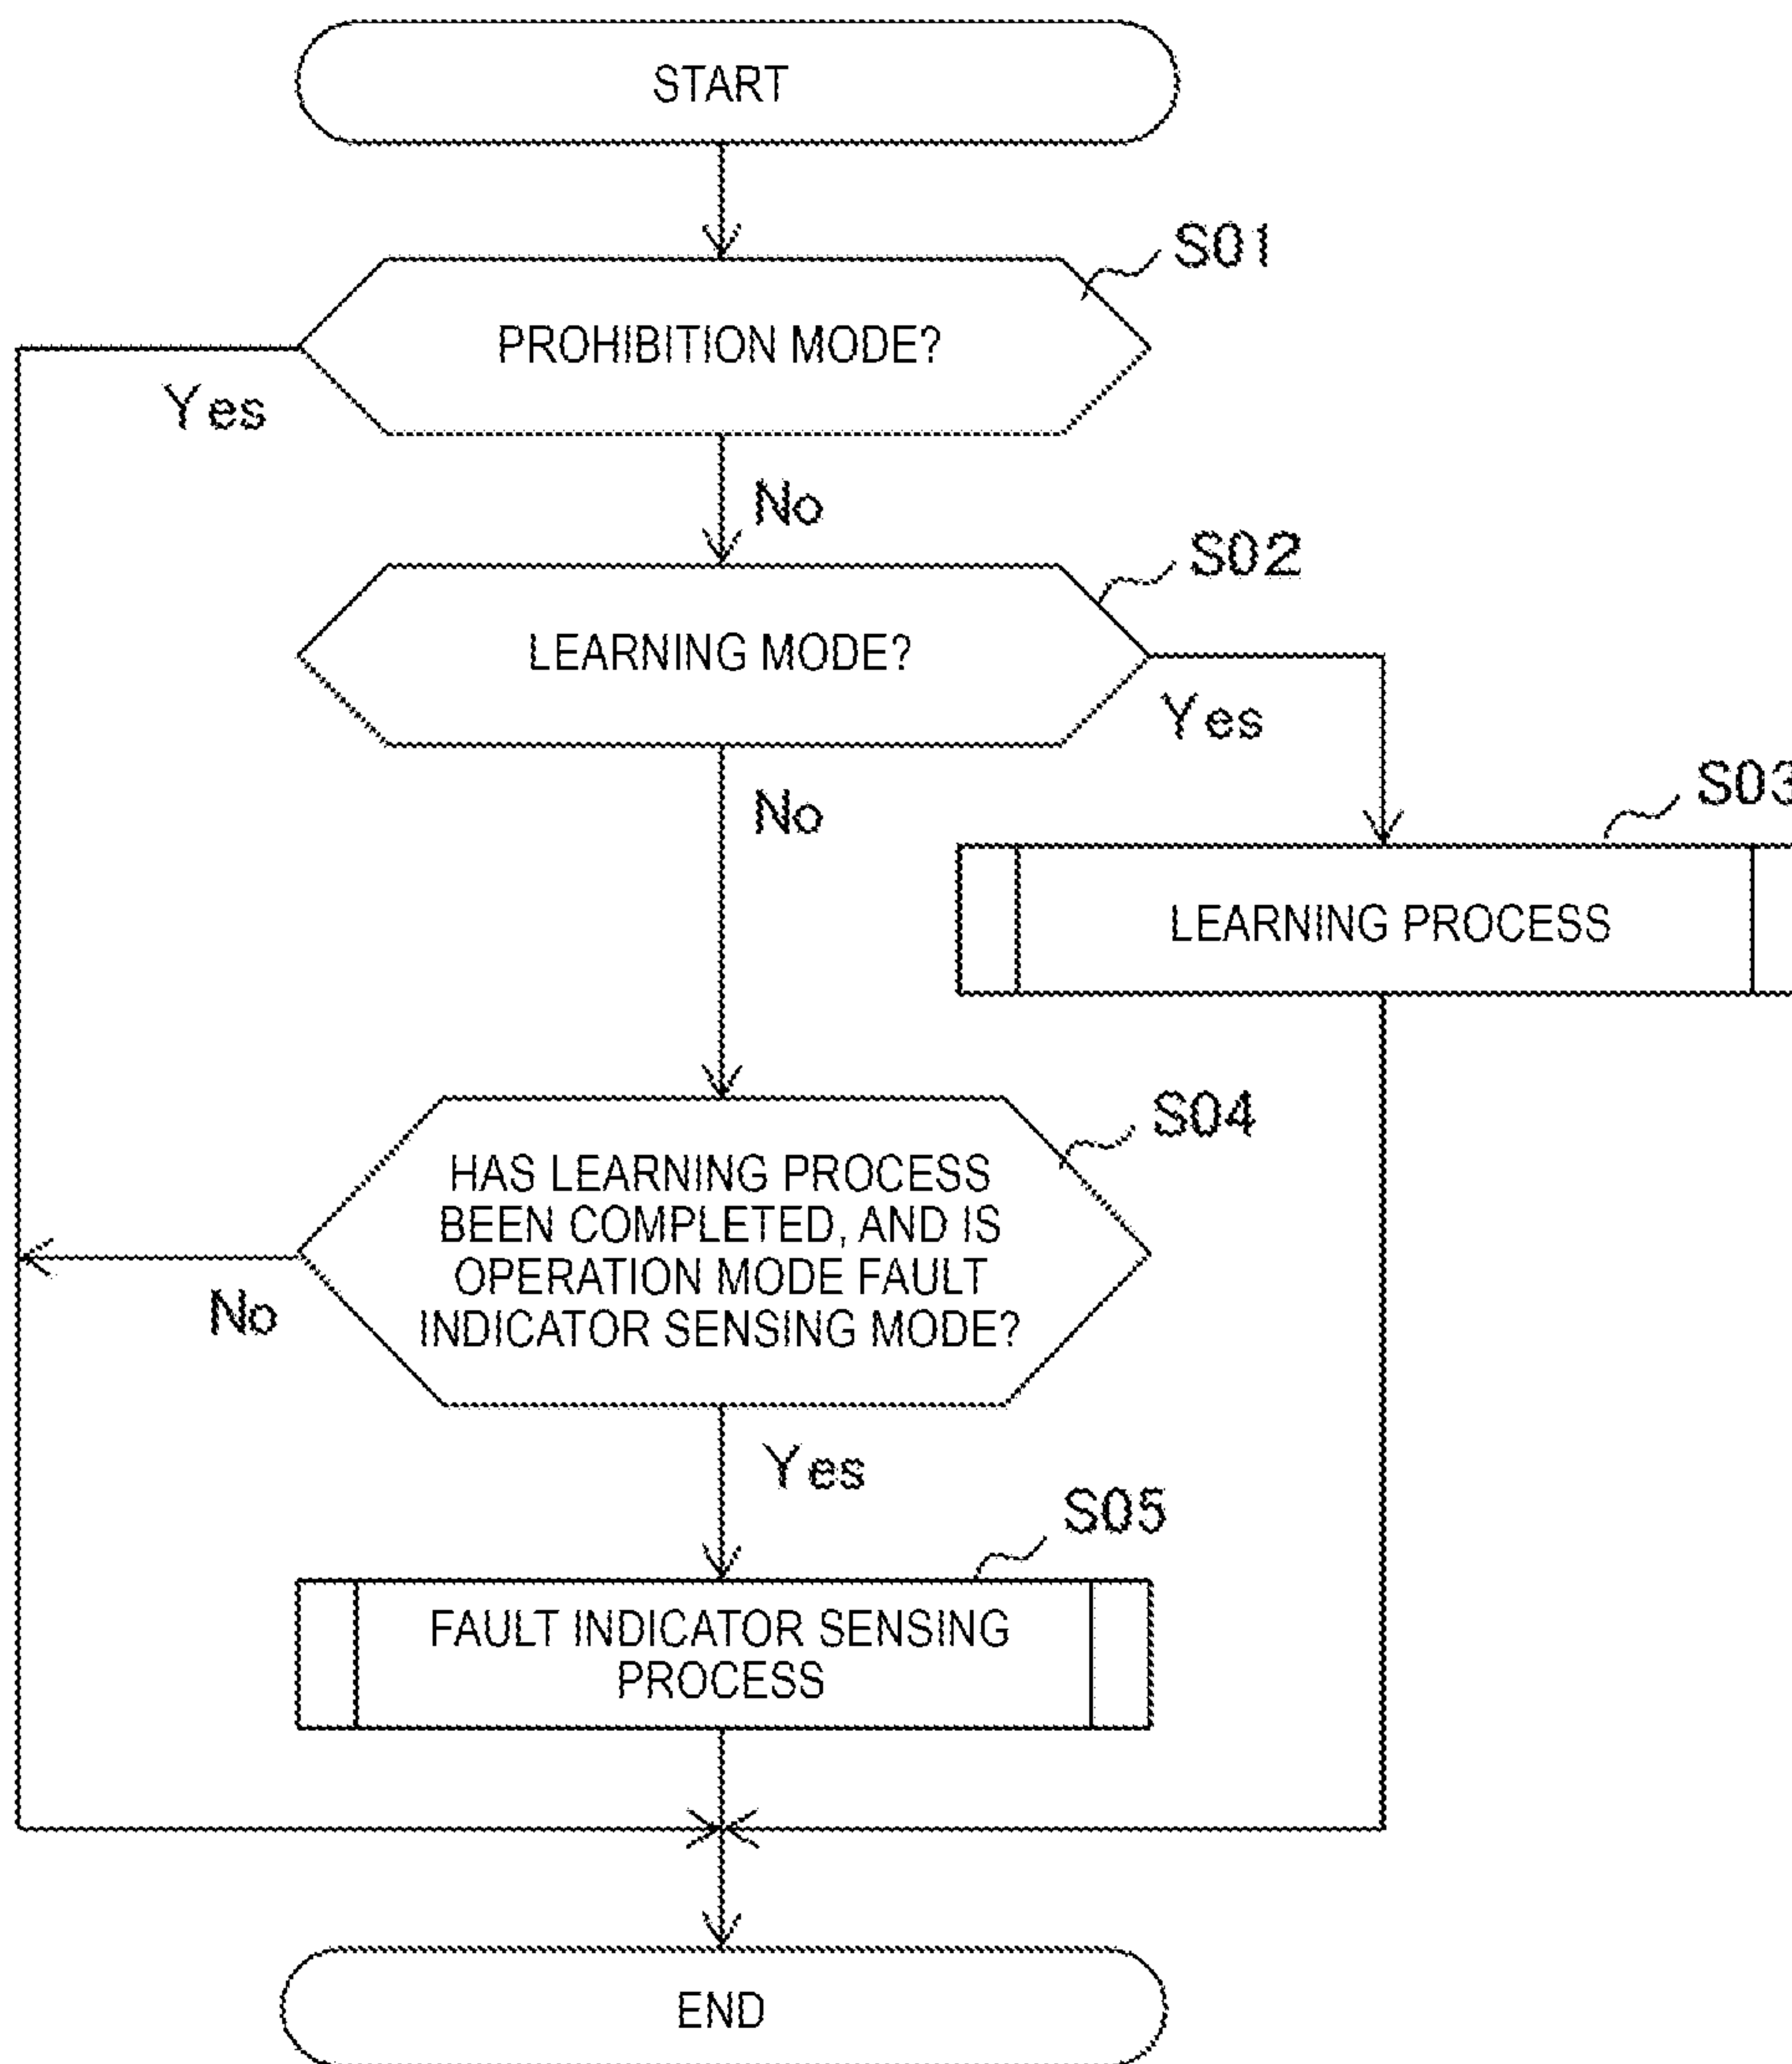 START
S01
PROHIBITION MODE?
Yes
No
S02
LEARNING MODE?
Yes
No
S03
LEARNING PROCESS
S04
HAS LEARNING PROCESS
BEEN COMPLETED, AND IS
OPERATION MODE FAULT
INDICATOR SENSING MODE?
No
Yes
S05
FAULT INDICATOR SENSING
PROCESS
END